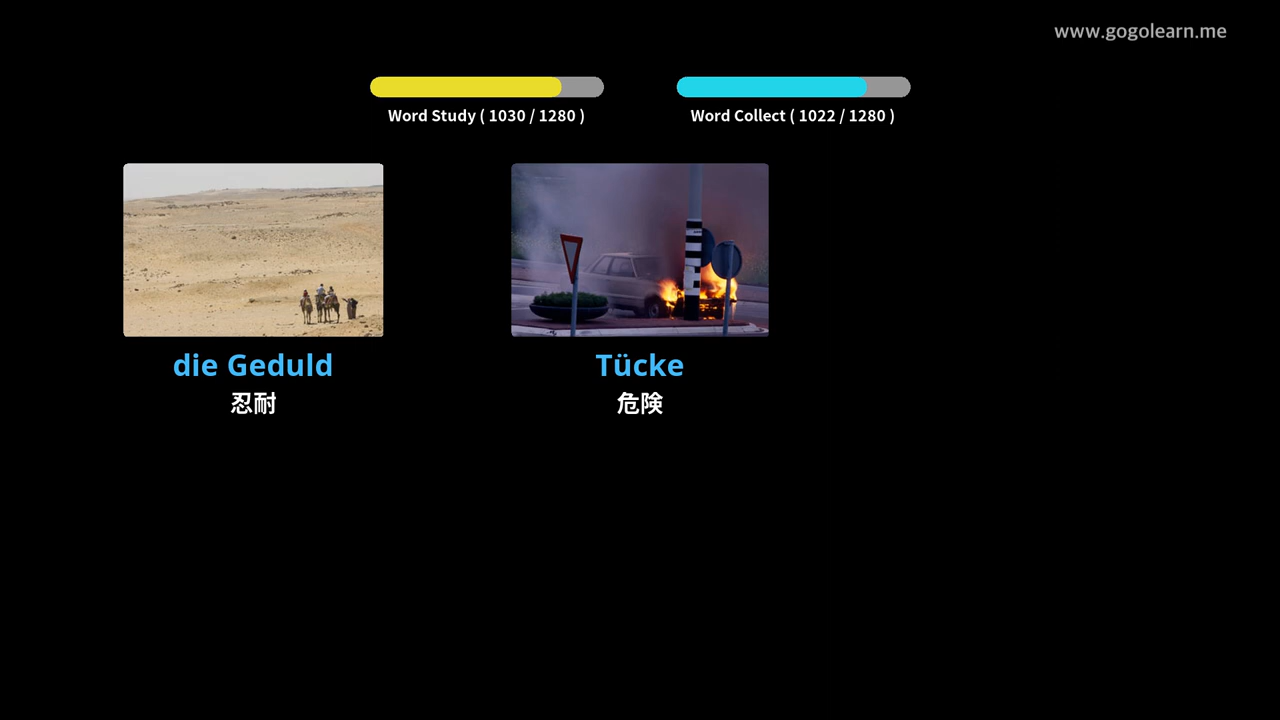 www.gogolearn.me
Word Study ( 1030 / 1280 )
Word Collect ( 1022 / 1280 )
die Geduld
忍耐
Tücke
危険